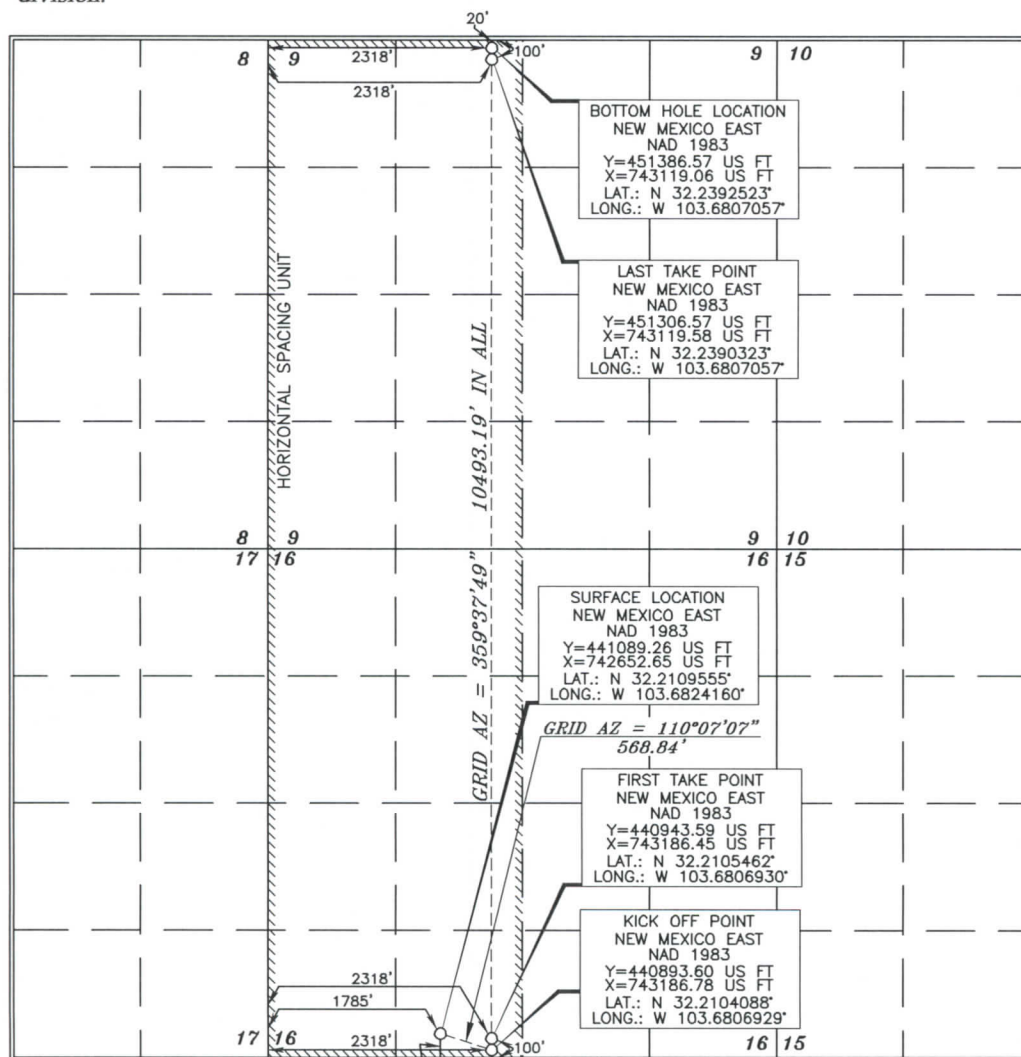 division.
20'
8 9
2318'
100'
9 10
2318'
BOTTOM HOLE LOCATION
NEW MEXICO EAST
NAD 1983
Y=451386.57 US FT
X=743119.06 US FT
LAT.: N 32.2392523°
LONG.: W 103.6807057°
LAST TAKE POINT
NEW MEXICO EAST
NAD 1983
Y=451306.57 US FT
X=743119.58 US FT
LAT.: N 32.2390323°
LONG.: W 103.6807057°
HORIZONTAL SPACING UNIT
GRID AZ = 359°37'49" 10493.19' IN ALL
8 9
17 16
9 10
16 15
SURFACE LOCATION
NEW MEXICO EAST
NAD 1983
Y=441089.26 US FT
X=742652.65 US FT
LAT.: N 32.2109555°
LONG.: W 103.6824160°
GRID AZ = 110°07'07"
568.84'
FIRST TAKE POINT
NEW MEXICO EAST
NAD 1983
Y=440943.59 US FT
X=743186.45 US FT
LAT.: N 32.2105462°
LONG.: W 103.6806930°
KICK OFF POINT
NEW MEXICO EAST
NAD 1983
Y=440893.60 US FT
X=743186.78 US FT
LAT.: N 32.2104088°
LONG.: W 103.6806929°
2318'
1785'
17 16
2318'
100'
16 15